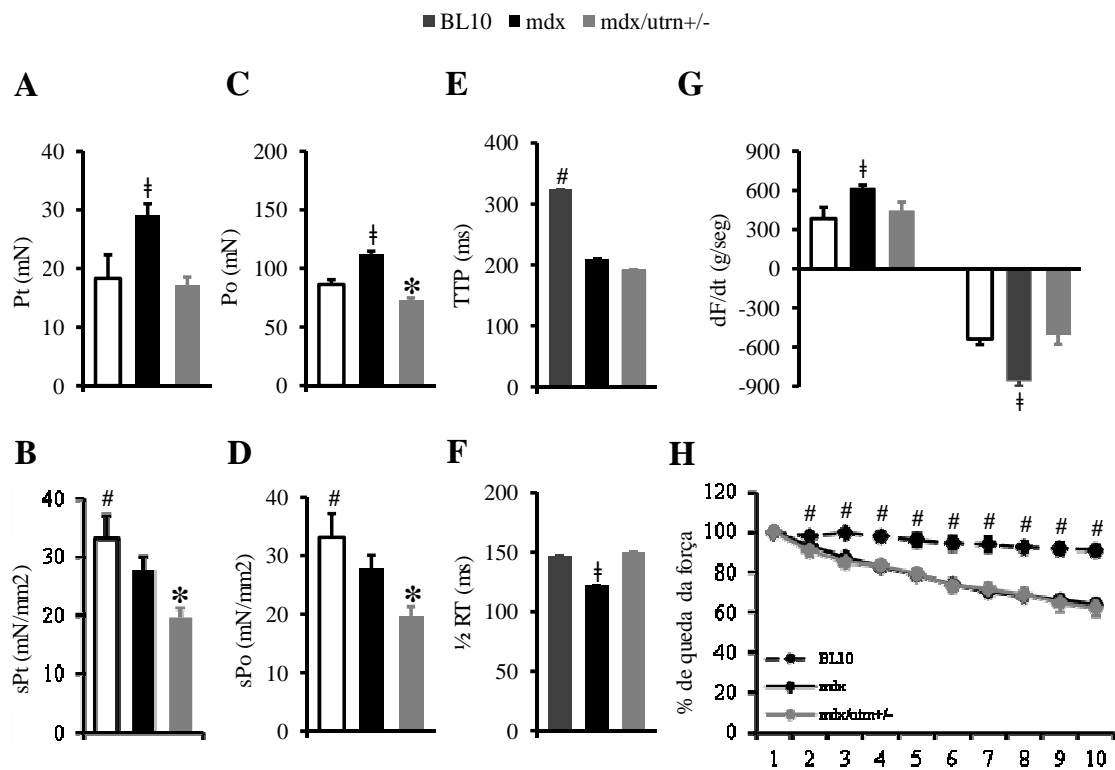 BL10 mdx mdx/utrn+/-
A
C
E
G
40
30
20
10
0
Pt (mN)
‡
200
150
100
50
0
Po (mN)
‡
*
400
300
200
100
0
TTP (ms)
#
900
600
300
0
-300
-600
-900
dF/dt (g/seg)
‡
‡
B
D
F
H
40
30
20
10
0
sPt (mN/mm2)
#
*
40
30
20
10
0
sPo (mN/mm2)
#
*
200
150
100
50
0
½ RT (ms)
‡
120
100
80
60
40
20
0
% de queda da força
# # # # # # # # #
BL10
mdx
mdx/utrn+/-
1 2 3 4 5 6 7 8 9 10